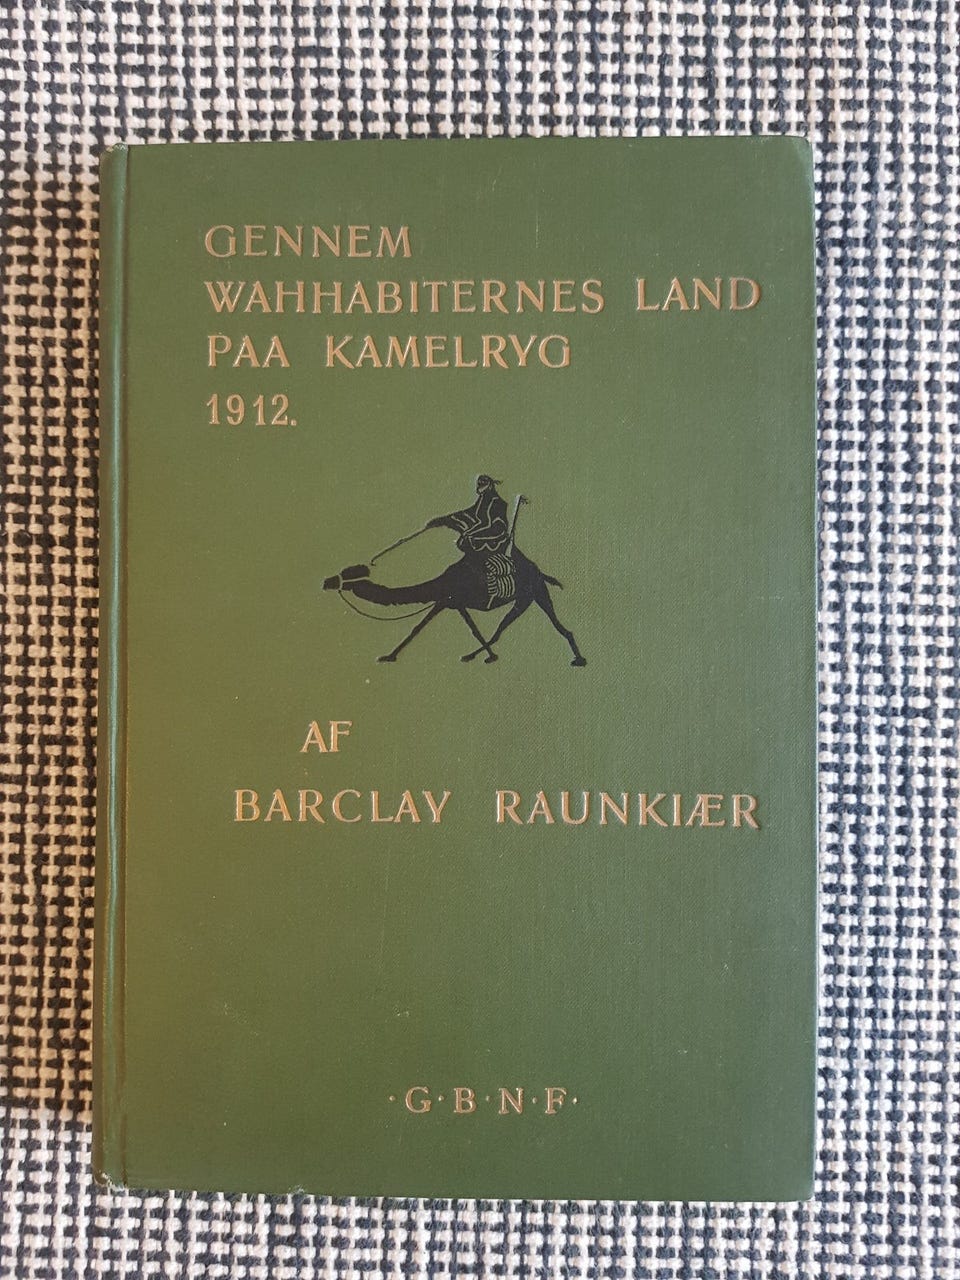 GENNEM
WAHHABITERNES LAND
PAA KAMELRYG
1912.
AF
BARCLAY RAUNKIÆR
·G·B·N·F·